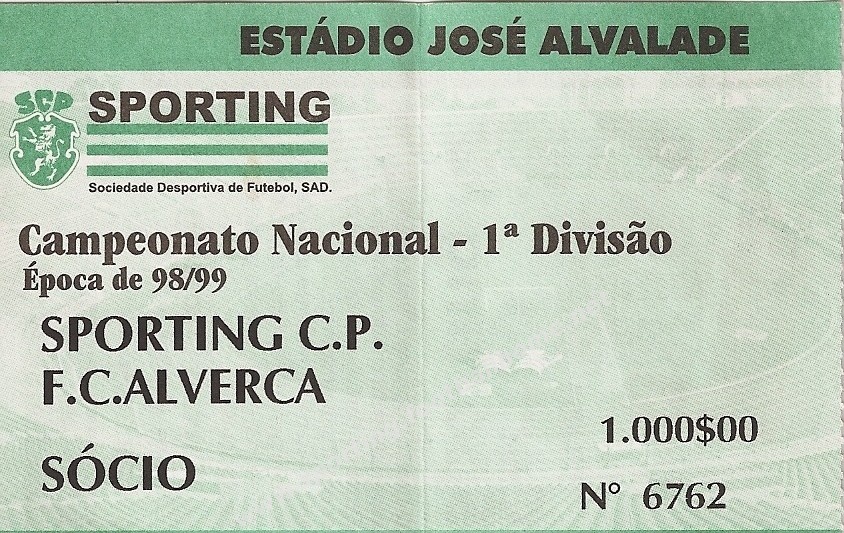 ESTÁDIO JOSÉ ALVALADE
SCP
SPORTING
Sociedade Desportiva de Futebol, SAD.
Campeonato Nacional - 1ª Divisão
Época de 98/99
SPORTING C.P.
F.C.ALVERCA
1.000$00
SÓCIO
Nº 6762